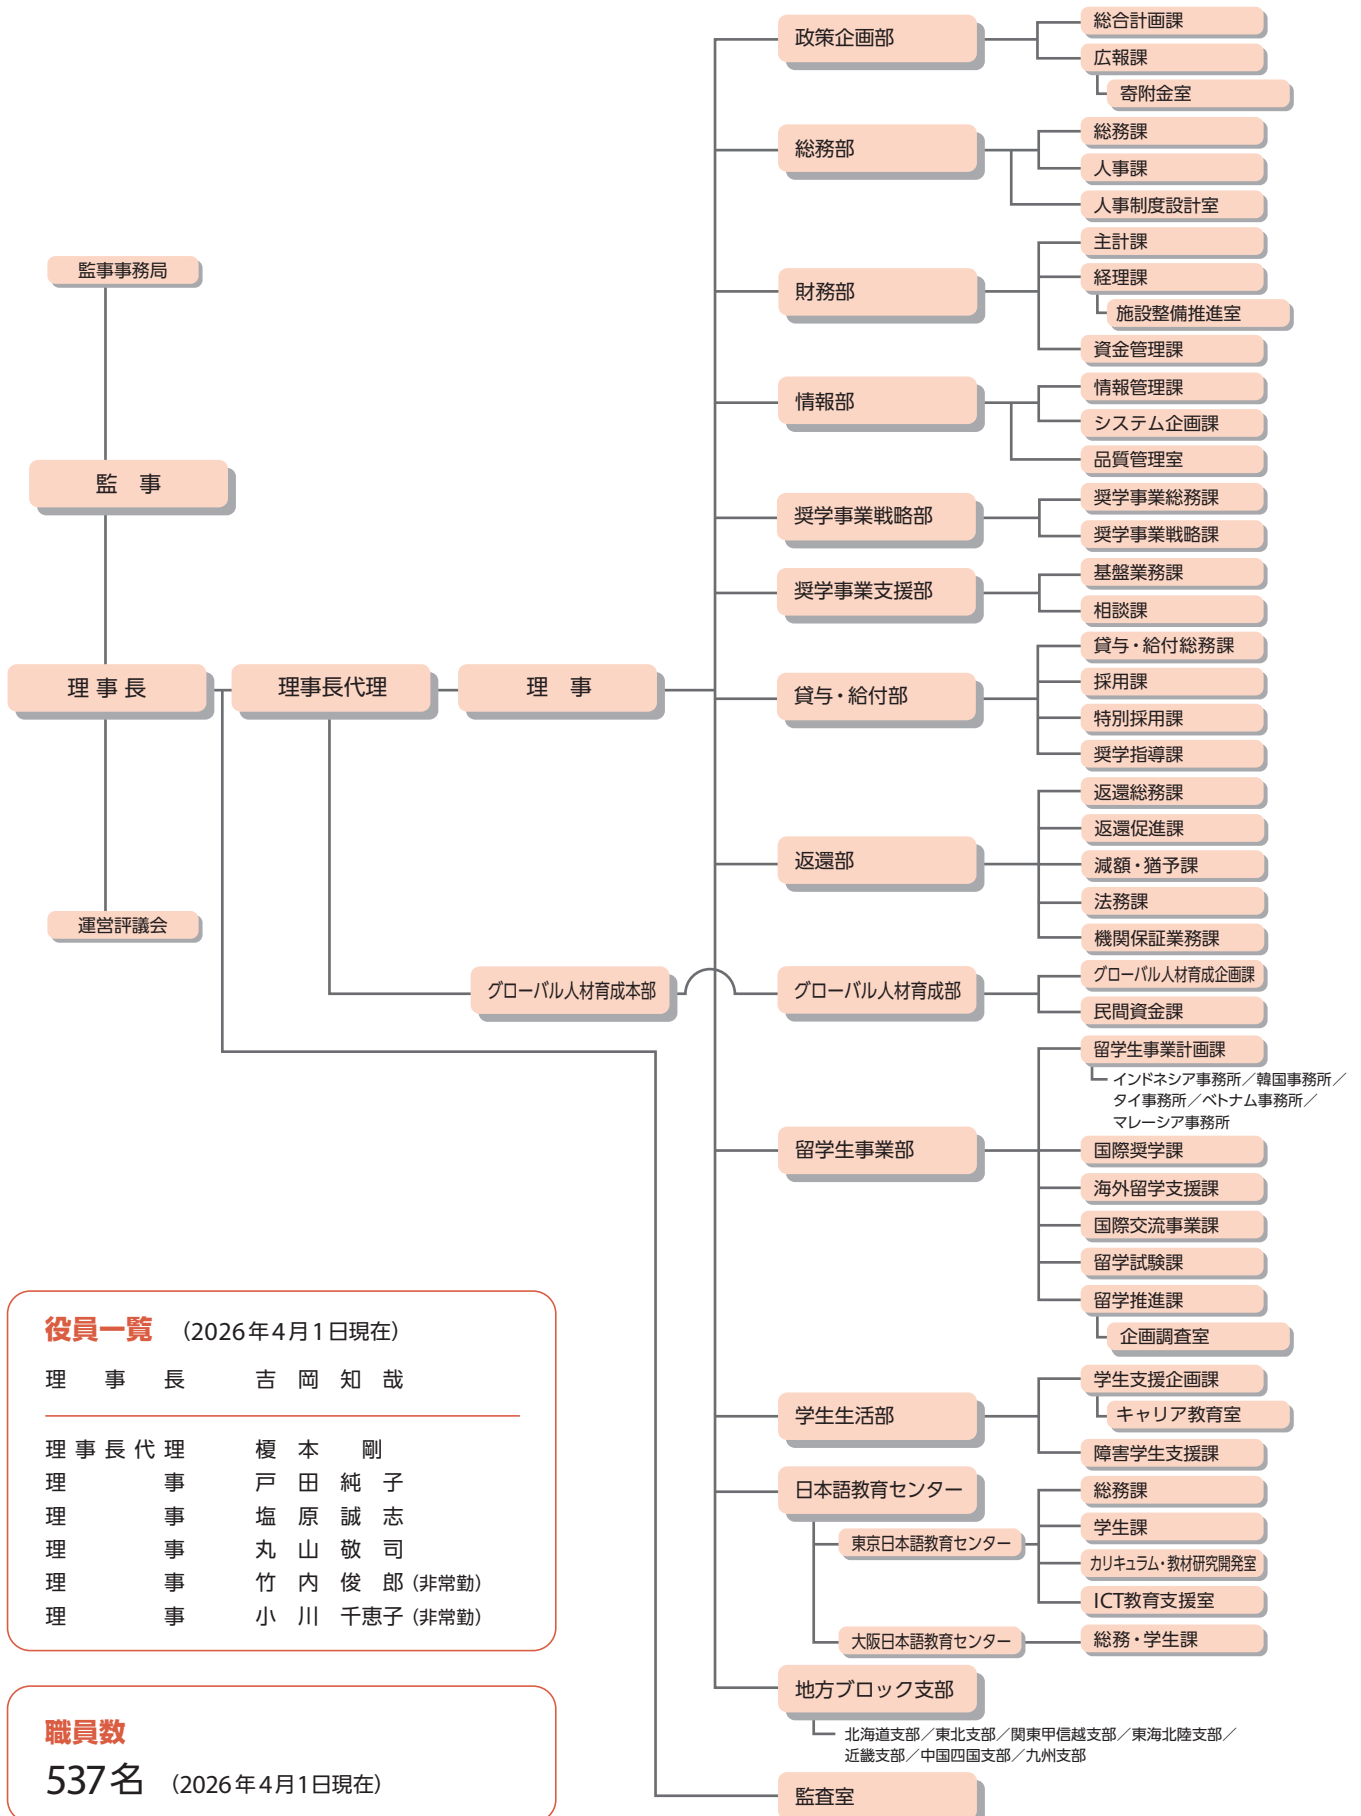 監事事務局
監　事
理 事 長
理事長代理
理　事
運営評議会
グローバル人材育成本部
政策企画部
総合計画課
広報課
寄附金室
総務部
総務課
人事課
人事制度設計室
財務部
主計課
経理課
施設整備推進室
資金管理課
情報部
情報管理課
システム企画課
品質管理室
奨学事業戦略部
奨学事業総務課
奨学事業戦略課
奨学事業支援部
基盤業務課
相談課
貸与・給付部
貸与・給付総務課
採用課
特別採用課
奨学指導課
返還部
返還総務課
返還促進課
減額・猶予課
法務課
機関保証業務課
グローバル人材育成部
グローバル人材育成企画課
民間資金課
留学生事業部
留学生事業計画課
インドネシア事務所／韓国事務所／
タイ事務所／ベトナム事務所／
マレーシア事務所
国際奨学課
海外留学支援課
国際交流事業課
留学試験課
留学推進課
企画調査室
学生生活部
学生支援企画課
キャリア教育室
障害学生支援課
日本語教育センター
東京日本語教育センター
総務課
学生課
カリキュラム・教材研究開発室
ICT教育支援室
大阪日本語教育センター
総務・学生課
地方ブロック支部
北海道支部／東北支部／関東甲信越支部／東海北陸支部／
近畿支部／中国四国支部／九州支部
監査室
役員一覧 （2026年4月1日現在）
理　事　長　吉　岡　知　哉
理事長代理　榎　本　　剛
理　　　事　戸　田　純　子
理　　　事　塩　原　誠　志
理　　　事　丸　山　敬　司
理　　　事　竹　内　俊　郎（非常勤）
理　　　事　小　川　千恵子（非常勤）
職員数
537名 （2026年4月1日現在）